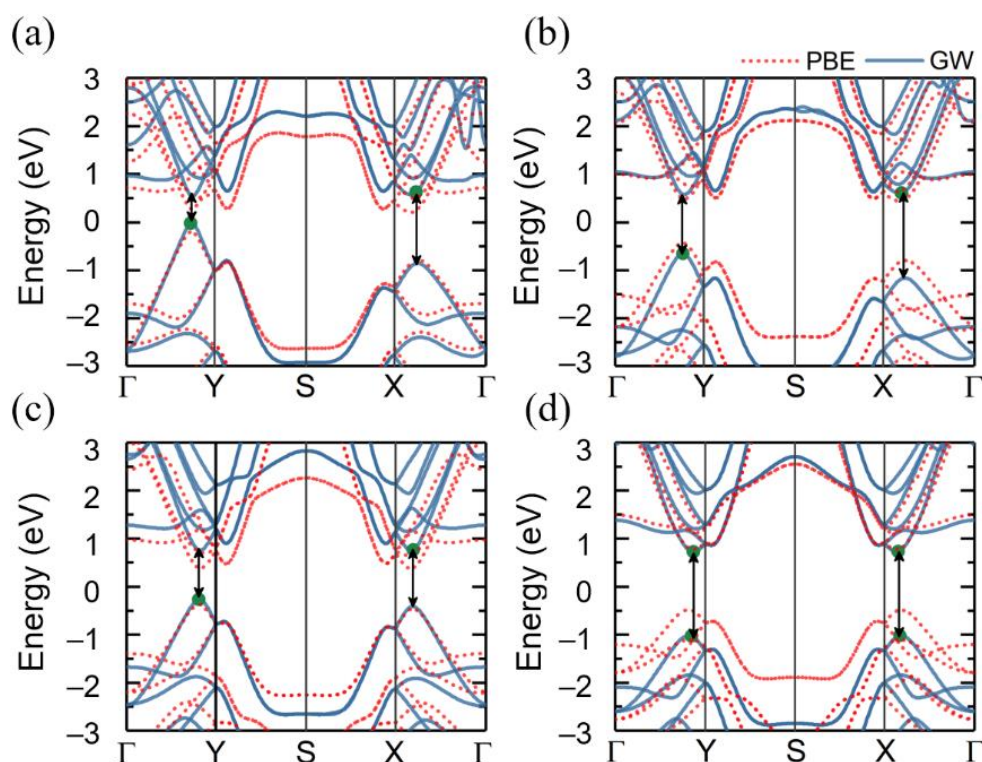 (a)
(b)
PBE GW
Energy (eV)
3
2
1
0
−1
−2
−3
Γ Y S X Γ
Energy (eV)
3
2
1
0
−1
−2
−3
Γ Y S X Γ
(c)
(d)
Energy (eV)
3
2
1
0
−1
−2
−3
Γ Y S X Γ
Energy (eV)
3
2
1
0
−1
−2
−3
Γ Y S X Γ